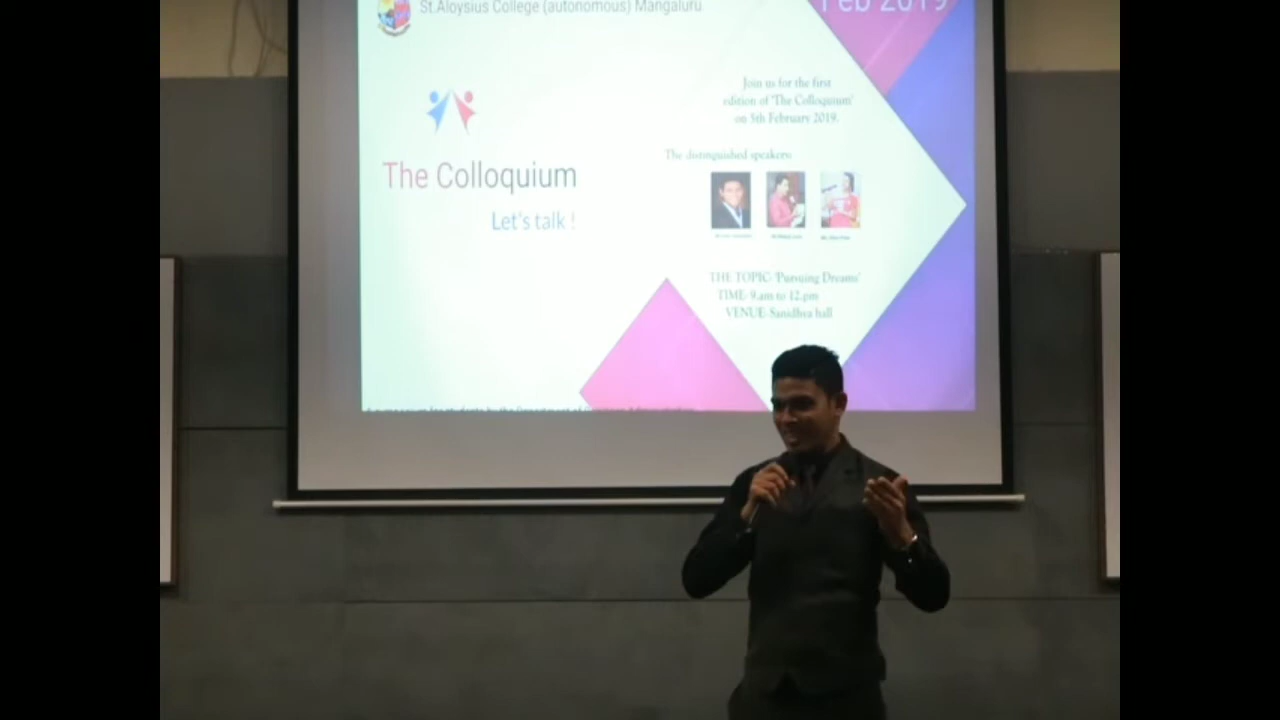 St.Aloysius College (autonomous) Mangaluru
Feb 2019
Join us for the first
edition of 'The Colloquium'
on 5th February 2019.
The distinguished speakers:
The Colloquium
Let's talk !
THE TOPIC- 'Pursuing Dreams'
TIME- 9.am to 12.pm
VENUE- Sanidhya hall